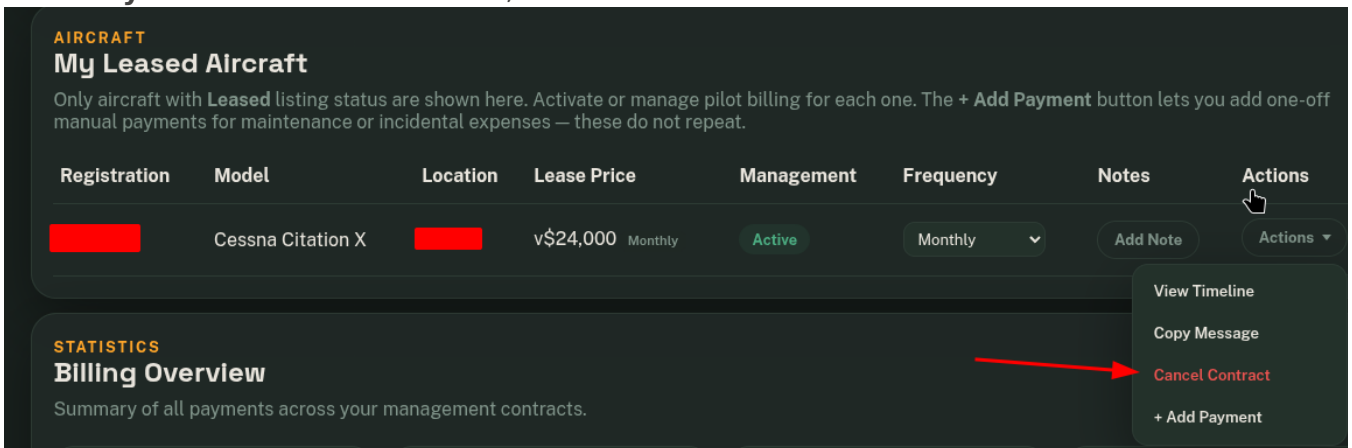 AIRCRAFT
My Leased Aircraft
Only aircraft with Leased listing status are shown here. Activate or manage pilot billing for each one. The + Add Payment button lets you add one-off
manual payments for maintenance or incidental expenses — these do not repeat.
Registration Model Location Lease Price Management Frequency Notes Actions
Cessna Citation X v$24,000 Monthly Active Monthly Add Note Actions ▾
View Timeline
Copy Message
Cancel Contract
+ Add Payment
STATISTICS
Billing Overview
Summary of all payments across your management contracts.